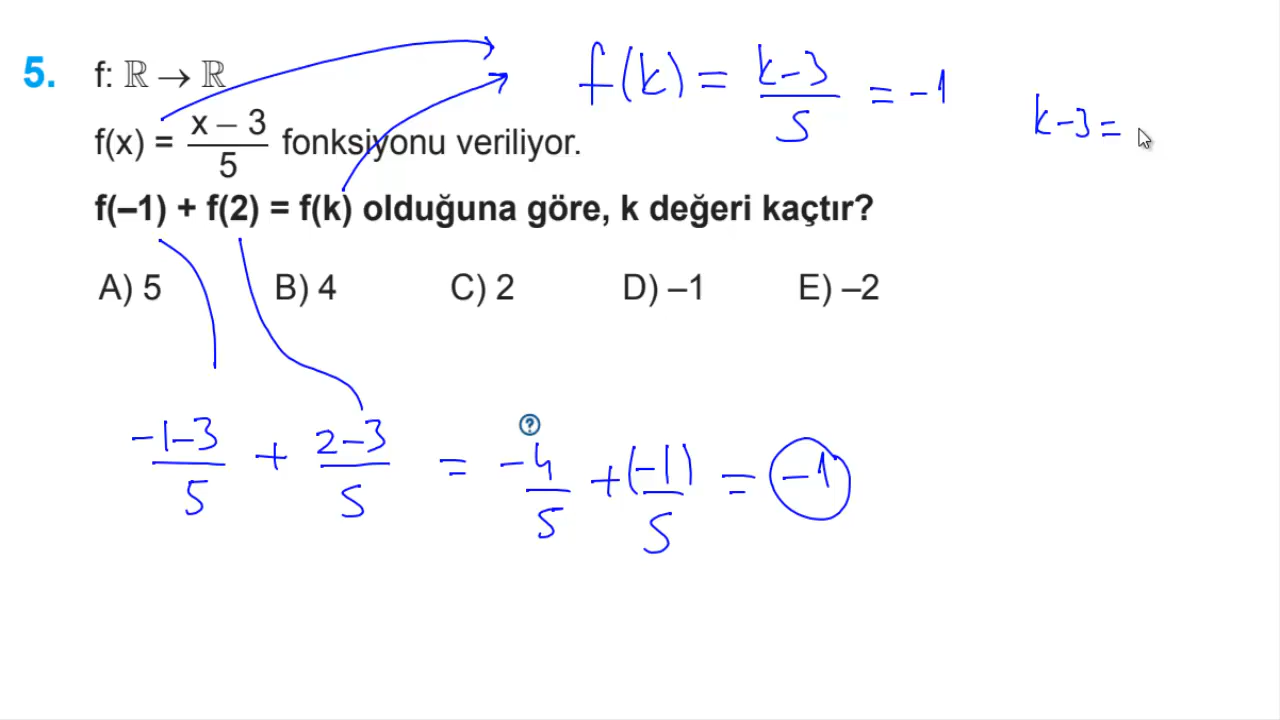 5. f: ℝ → ℝ
f(x) = x – 3 / 5 fonksiyonu veriliyor.
f(–1) + f(2) = f(k) olduğuna göre, k değeri kaçtır?
A) 5 B) 4 C) 2 D) –1 E) –2
f(k) = k-3 / 5 = -1
k-3 =
-1-3 / 5 + 2-3 / 5 = -4 / 5 + (-1) / 5 = -1